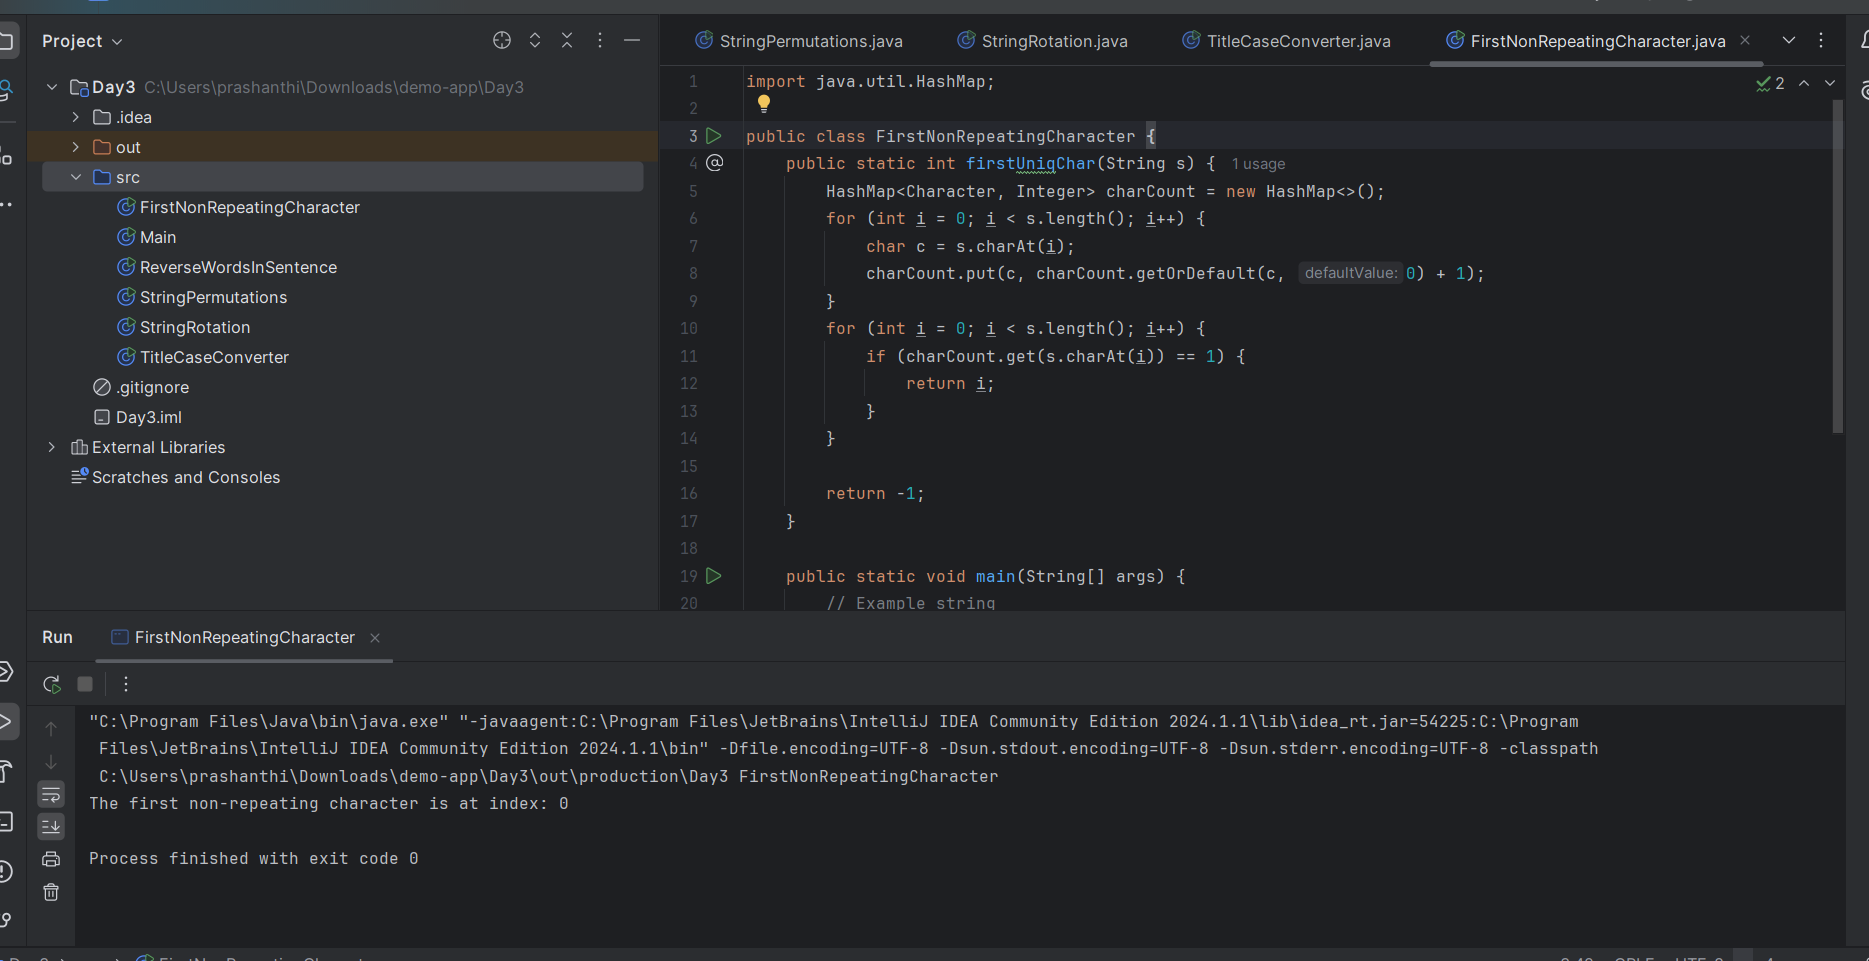 Project
Day3 C:\Users\prashanthi\Downloads\demo-app\Day3
.idea
out
src
FirstNonRepeatingCharacter
Main
ReverseWordsInSentence
StringPermutations
StringRotation
TitleCaseConverter
.gitignore
Day3.iml
External Libraries
Scratches and Consoles
StringPermutations.java StringRotation.java TitleCaseConverter.java FirstNonRepeatingCharacter.java
2
1 import java.util.HashMap;
2
3 public class FirstNonRepeatingCharacter {
4 public static int firstUniqChar(String s) { 1 usage
5 HashMap<Character, Integer> charCount = new HashMap<>();
6 for (int i = 0; i < s.length(); i++) {
7 char c = s.charAt(i);
8 charCount.put(c, charCount.getOrDefault(c, defaultValue: 0) + 1);
9 }
10 for (int i = 0; i < s.length(); i++) {
11 if (charCount.get(s.charAt(i)) == 1) {
12 return i;
13 }
14 }
15
16 return -1;
17 }
18
19 public static void main(String[] args) {
20 // Example string
Run FirstNonRepeatingCharacter
"C:\Program Files\Java\bin\java.exe" "-javaagent:C:\Program Files\JetBrains\IntelliJ IDEA Community Edition 2024.1.1\lib\idea_rt.jar=54225:C:\Program
Files\JetBrains\IntelliJ IDEA Community Edition 2024.1.1\bin" -Dfile.encoding=UTF-8 -Dsun.stdout.encoding=UTF-8 -Dsun.stderr.encoding=UTF-8 -classpath
C:\Users\prashanthi\Downloads\demo-app\Day3\out\production\Day3 FirstNonRepeatingCharacter
The first non-repeating character is at index: 0
Process finished with exit code 0